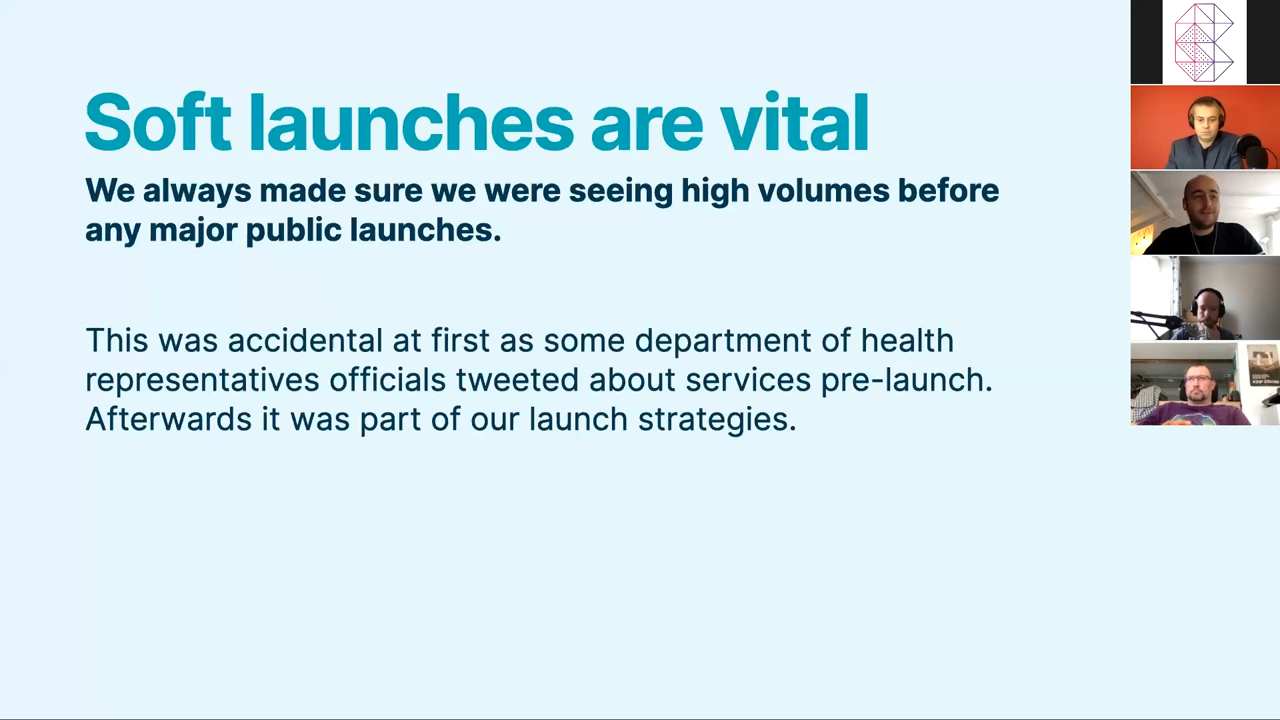 Soft launches are vital
We always made sure we were seeing high volumes before
any major public launches.
This was accidental at first as some department of health
representatives officials tweeted about services pre-launch.
Afterwards it was part of our launch strategies.